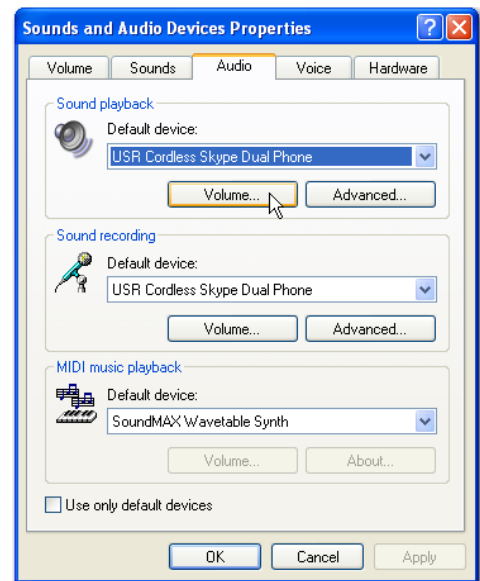 Sounds and Audio Devices Properties
Volume Sounds Audio Voice Hardware
Sound playback
Default device:
USR Cordless Skype Dual Phone
Volume... Advanced...
Sound recording
Default device:
USR Cordless Skype Dual Phone
Volume... Advanced...
MIDI music playback
Default device:
SoundMAX Wavetable Synth
Volume... About...
Use only default devices
OK Cancel Apply